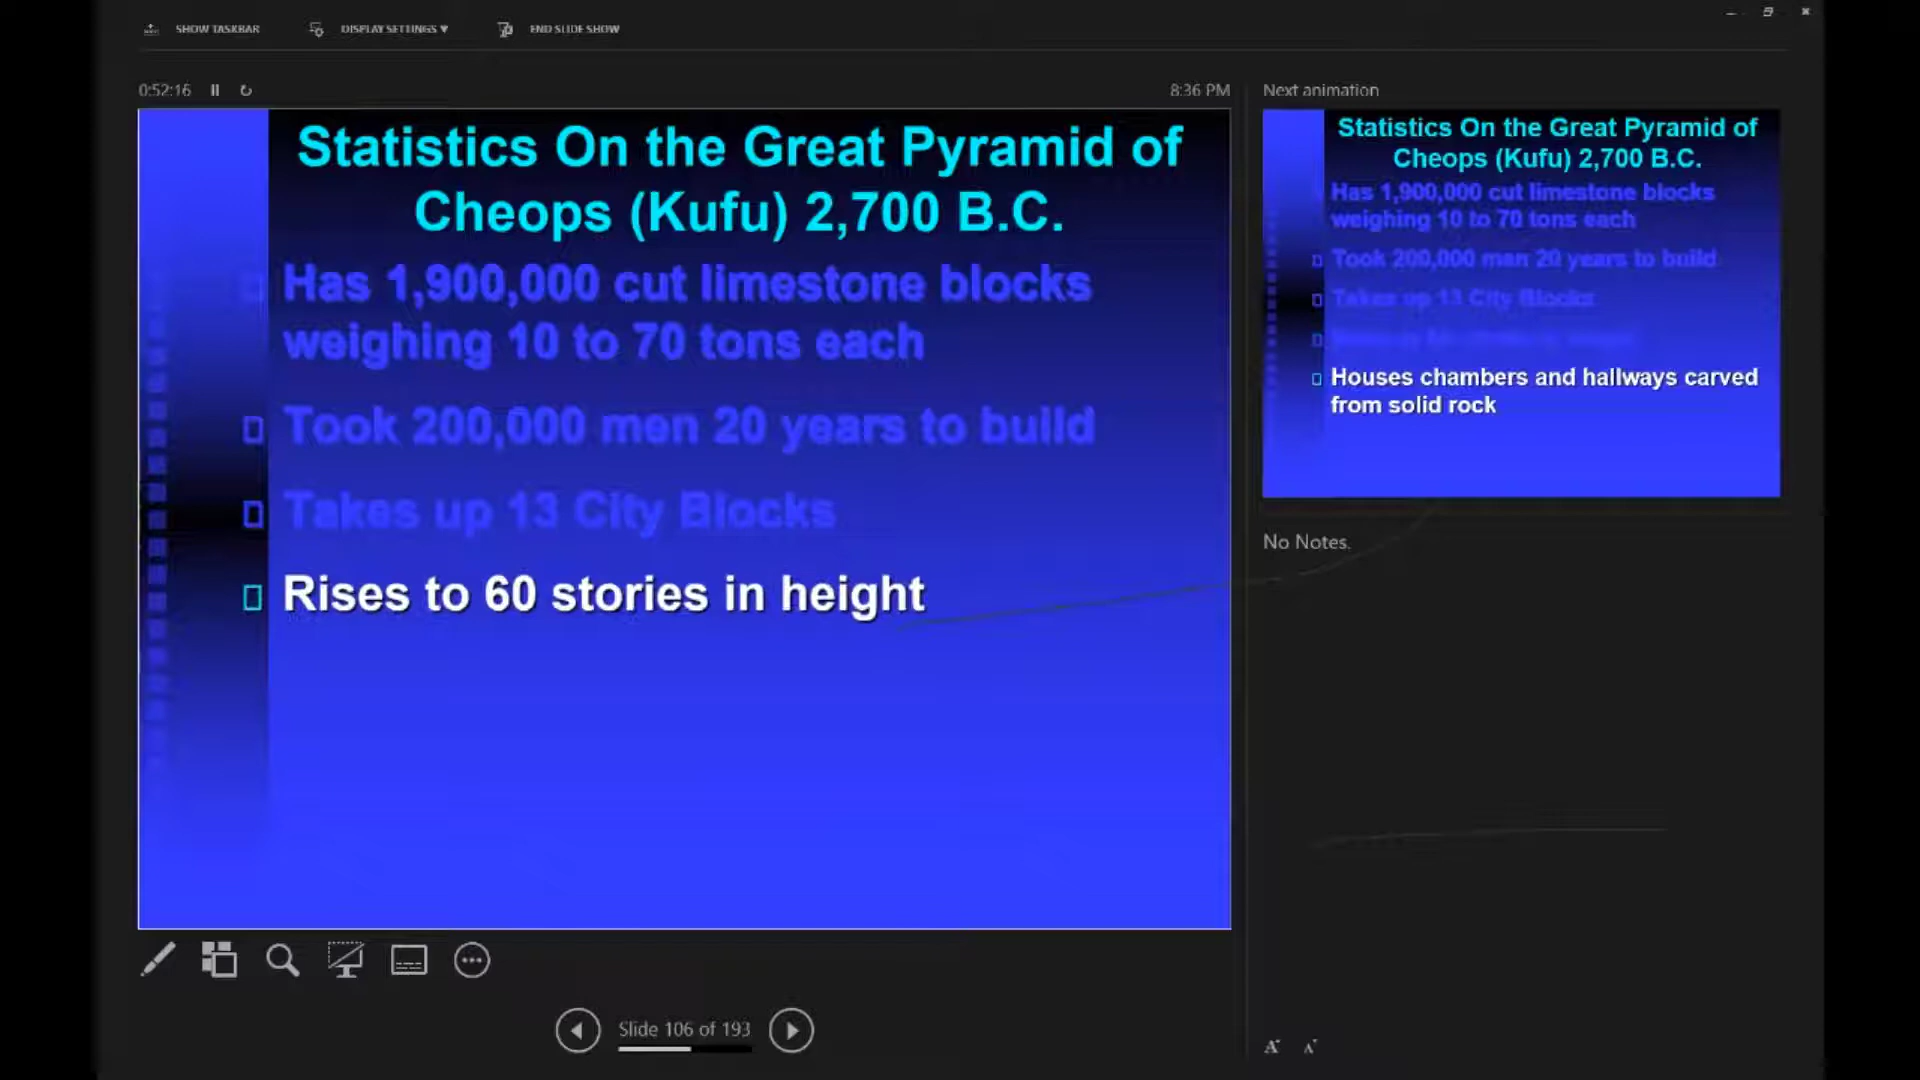 SHOW TASKBAR
DISPLAY SETTINGS ▼
END SLIDE SHOW
0:52:16
8:36 PM
Statistics On the Great Pyramid of
Cheops (Kufu) 2,700 B.C.
Has 1,900,000 cut limestone blocks
weighing 10 to 70 tons each
Took 200,000 men 20 years to build
Takes up 13 City Blocks
Rises to 60 stories in height
Slide 106 of 193
Next animation
Statistics On the Great Pyramid of
Cheops (Kufu) 2,700 B.C.
Has 1,900,000 cut limestone blocks
weighing 10 to 70 tons each
Took 200,000 men 20 years to build
Takes up 13 City Blocks
Houses chambers and hallways carved
from solid rock
No Notes.
A A